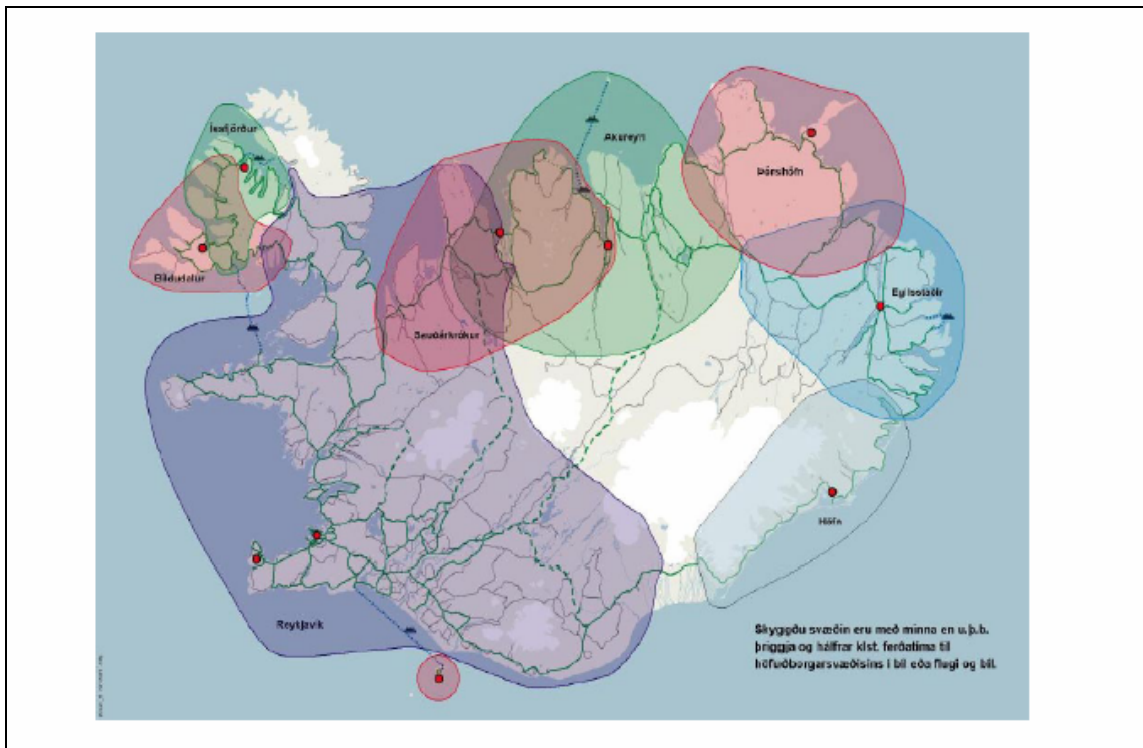 Ísafjörður
Akureyri
Þórshöfn
Bíldudalur
Egilsstaðir
Sauðárkrókur
Höfn
Reykjavík
Skyggðu svæðin eru með minna en u.þ.b.
þriggja og hálfrar klst. ferðatíma til
höfuðborgarsvæðisins í bíl eða flugi og bíl.